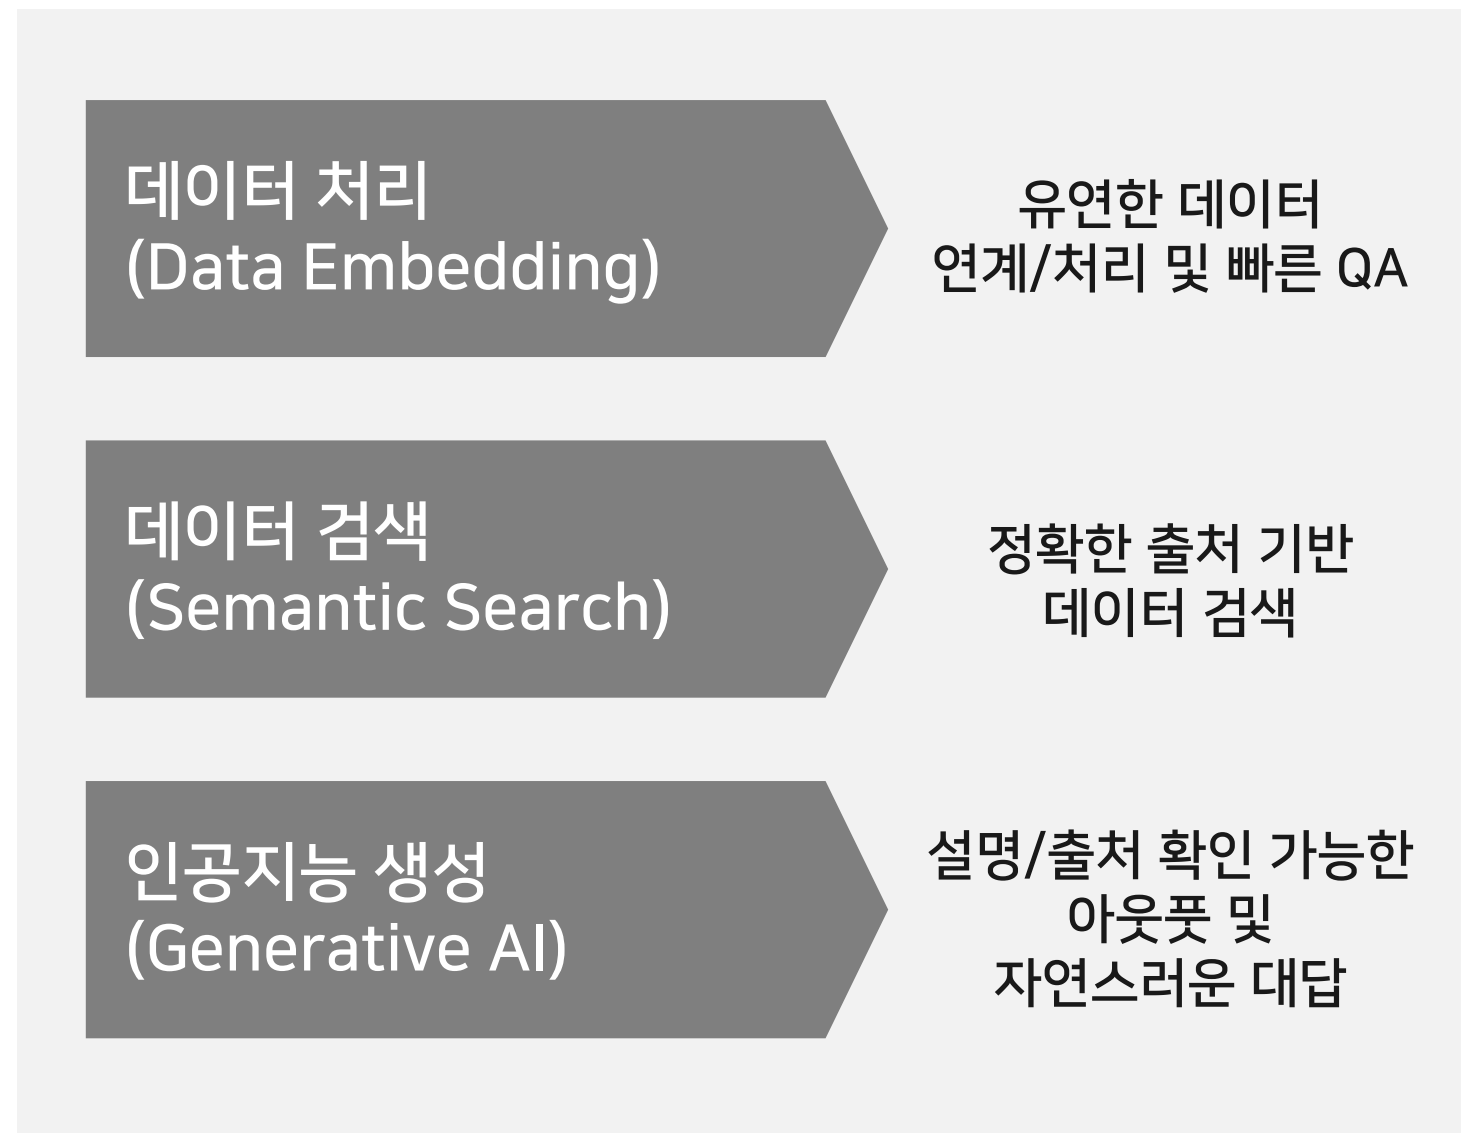 데이터 처리
(Data Embedding)
유연한 데이터
연계/처리 및 빠른 QA
데이터 검색
(Semantic Search)
정확한 출처 기반
데이터 검색
인공지능 생성
(Generative AI)
설명/출처 확인 가능한
아웃풋 및
자연스러운 대답